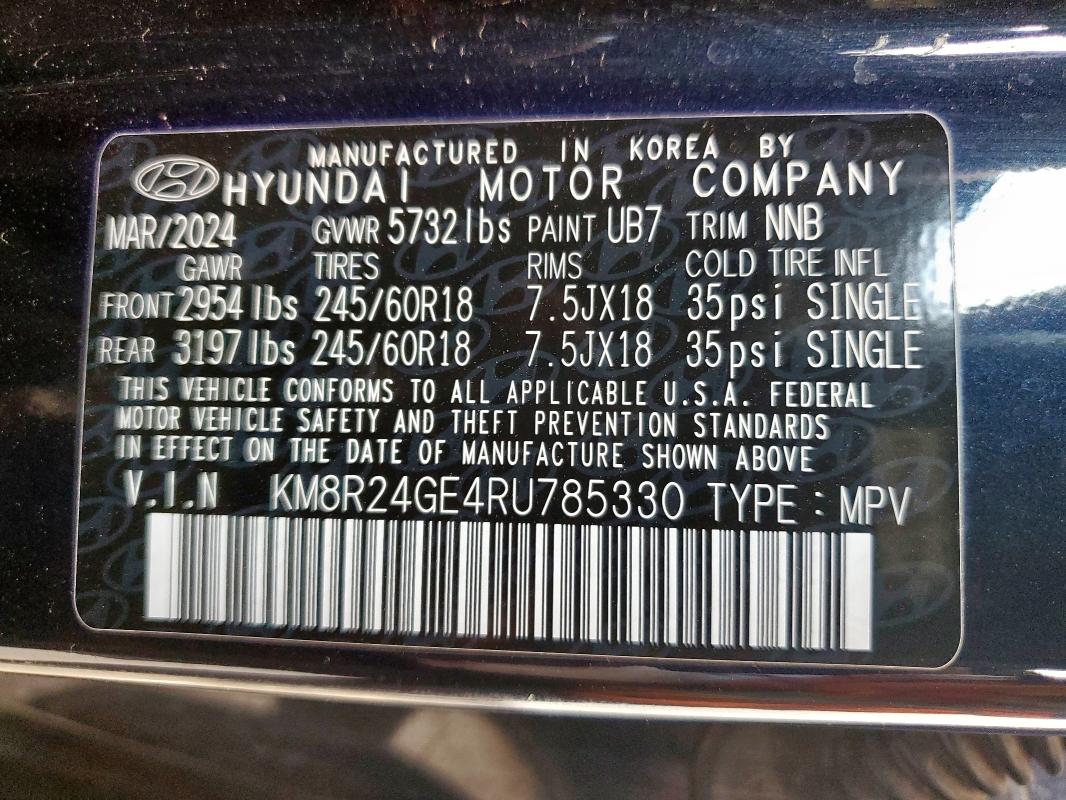 MANUFACTURED IN KOREA BY
HYUNDAI MOTOR COMPANY
MAR/2024 GVWR 5732lbs PAINT UB7 TRIM NNB
GAWR TIRES RIMS COLD TIRE INFL
FRONT 2954lbs 245/60R18 7.5JX18 35psi SINGLE
REAR 3197lbs 245/60R18 7.5JX18 35psi SINGLE
THIS VEHICLE CONFORMS TO ALL APPLICABLE U.S.A. FEDERAL
MOTOR VEHICLE SAFETY AND THEFT PREVENTION STANDARDS
IN EFFECT ON THE DATE OF MANUFACTURE SHOWN ABOVE
V.I.N KM8R24GE4RU785330 TYPE : MPV